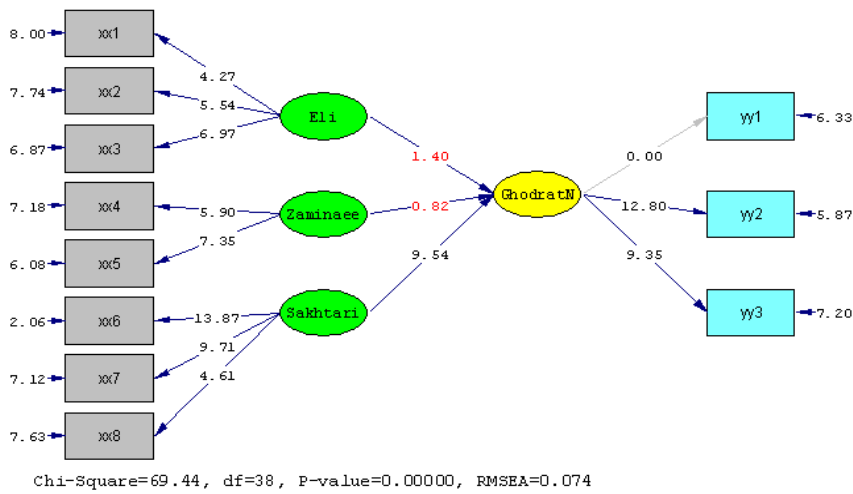 8.00 xx1
4.27
7.74 xx2
5.54
Eli
yy1 6.33
6.87 xx3
6.97
1.40
0.00
7.18 xx4
5.90
Zaminaee
0.82
GhodratN
12.80
yy2 5.87
7.35
6.08 xx5
9.54
9.35
2.06 xx6
13.87
Sakhtari
yy3 7.20
9.71
7.12 xx7
4.61
7.63 xx8
Chi-Square=69.44, df=38, P-value=0.00000, RMSEA=0.074